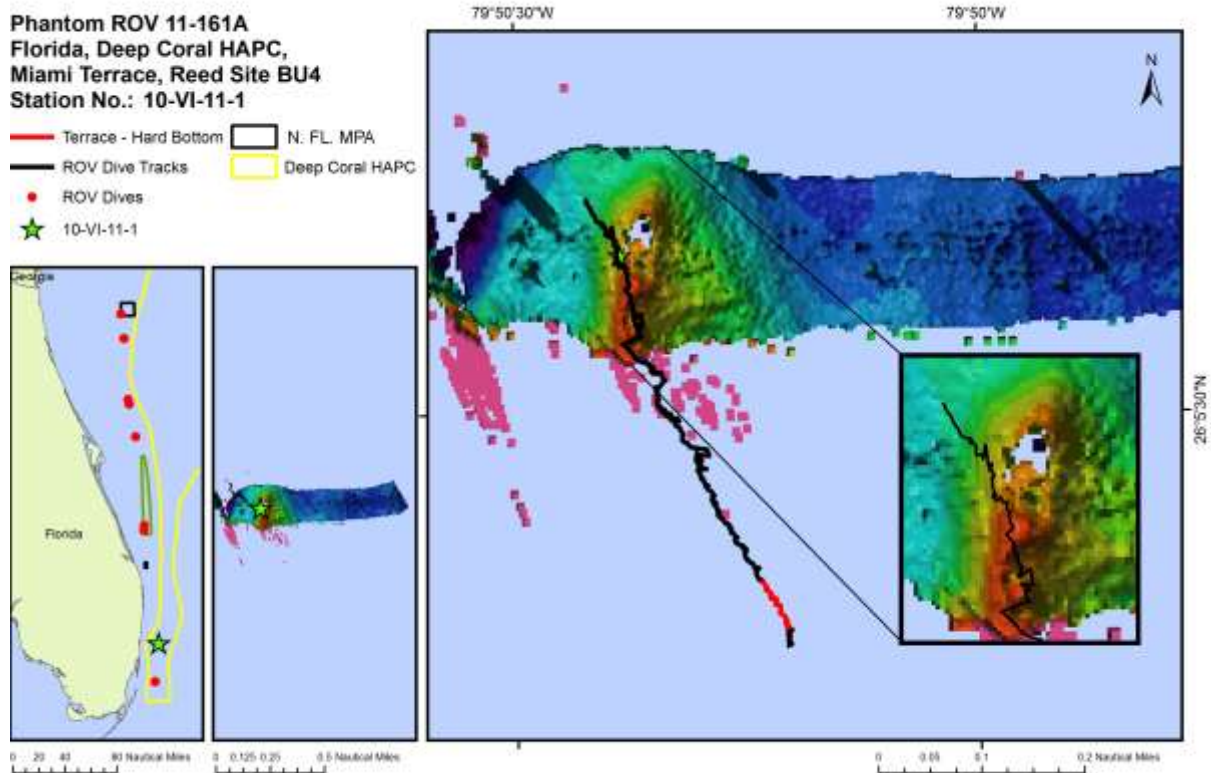 Phantom ROV 11-161A
Florida, Deep Coral HAPC,
Miami Terrace, Reed Site BU4
Station No.: 10-VI-11-1
Terrace - Hard Bottom
N. FL. MPA
ROV Dive Tracks
Deep Coral HAPC
ROV Dives
10-VI-11-1
79°50'30"W
79°50'W
N
26°5'30"N
Georgia
Florida
0 20 40 80 Nautical Miles
0 0.125 0.25 0.5 Nautical Miles
0 0.05 0.1 0.2 Nautical Miles